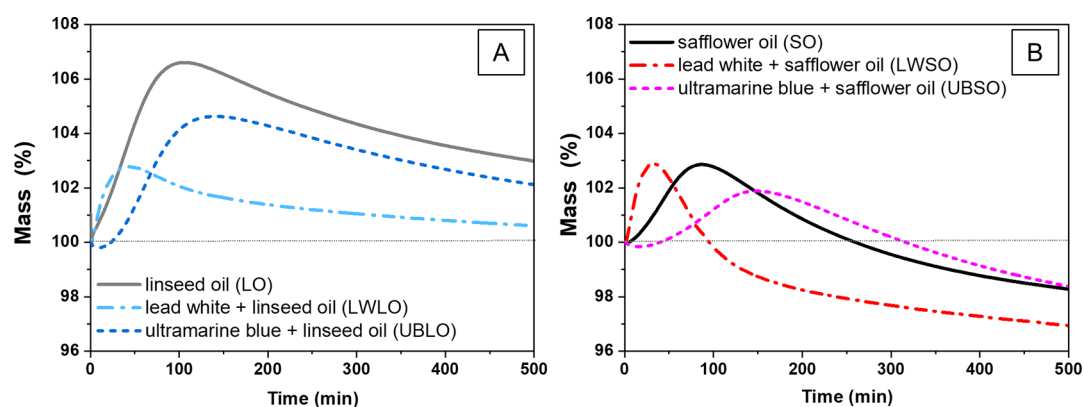 108
106
104
102
100
98
96
Mass (%)
A
linseed oil (LO)
lead white + linseed oil (LWLO)
ultramarine blue + linseed oil (UBLO)
0 100 200 300 400 500
Time (min)
108
106
104
102
100
98
96
Mass (%)
B
safflower oil (SO)
lead white + safflower oil (LWSO)
ultramarine blue + safflower oil (UBSO)
0 100 200 300 400 500
Time (min)